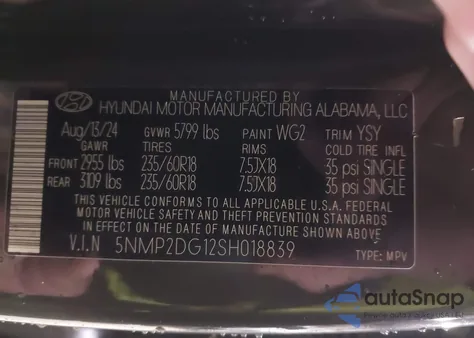 MANUFACTURED BY
HYUNDAI MOTOR MANUFACTURING ALABAMA, LLC
Aug/13/24 GVWR 5799 lbs PAINT WG2 TRIM YSY
GAWR TIRES RIMS COLD TIRE INFL
FRONT 2955 lbs 235/60R18 7.5JX18 35 psi SINGLE
REAR 3109 lbs 235/60R18 7.5JX18 35 psi SINGLE
THIS VEHICLE CONFORMS TO ALL APPLICABLE U.S. FEDERAL
MOTOR VEHICLE SAFETY AND THEFT PREVENTION STANDARDS
IN EFFECT ON THE DATE OF MANUFACTURE SHOWN ABOVE.
V.I.N 5NMP2DG12SH018839 TYPE: MPV
autoSnap